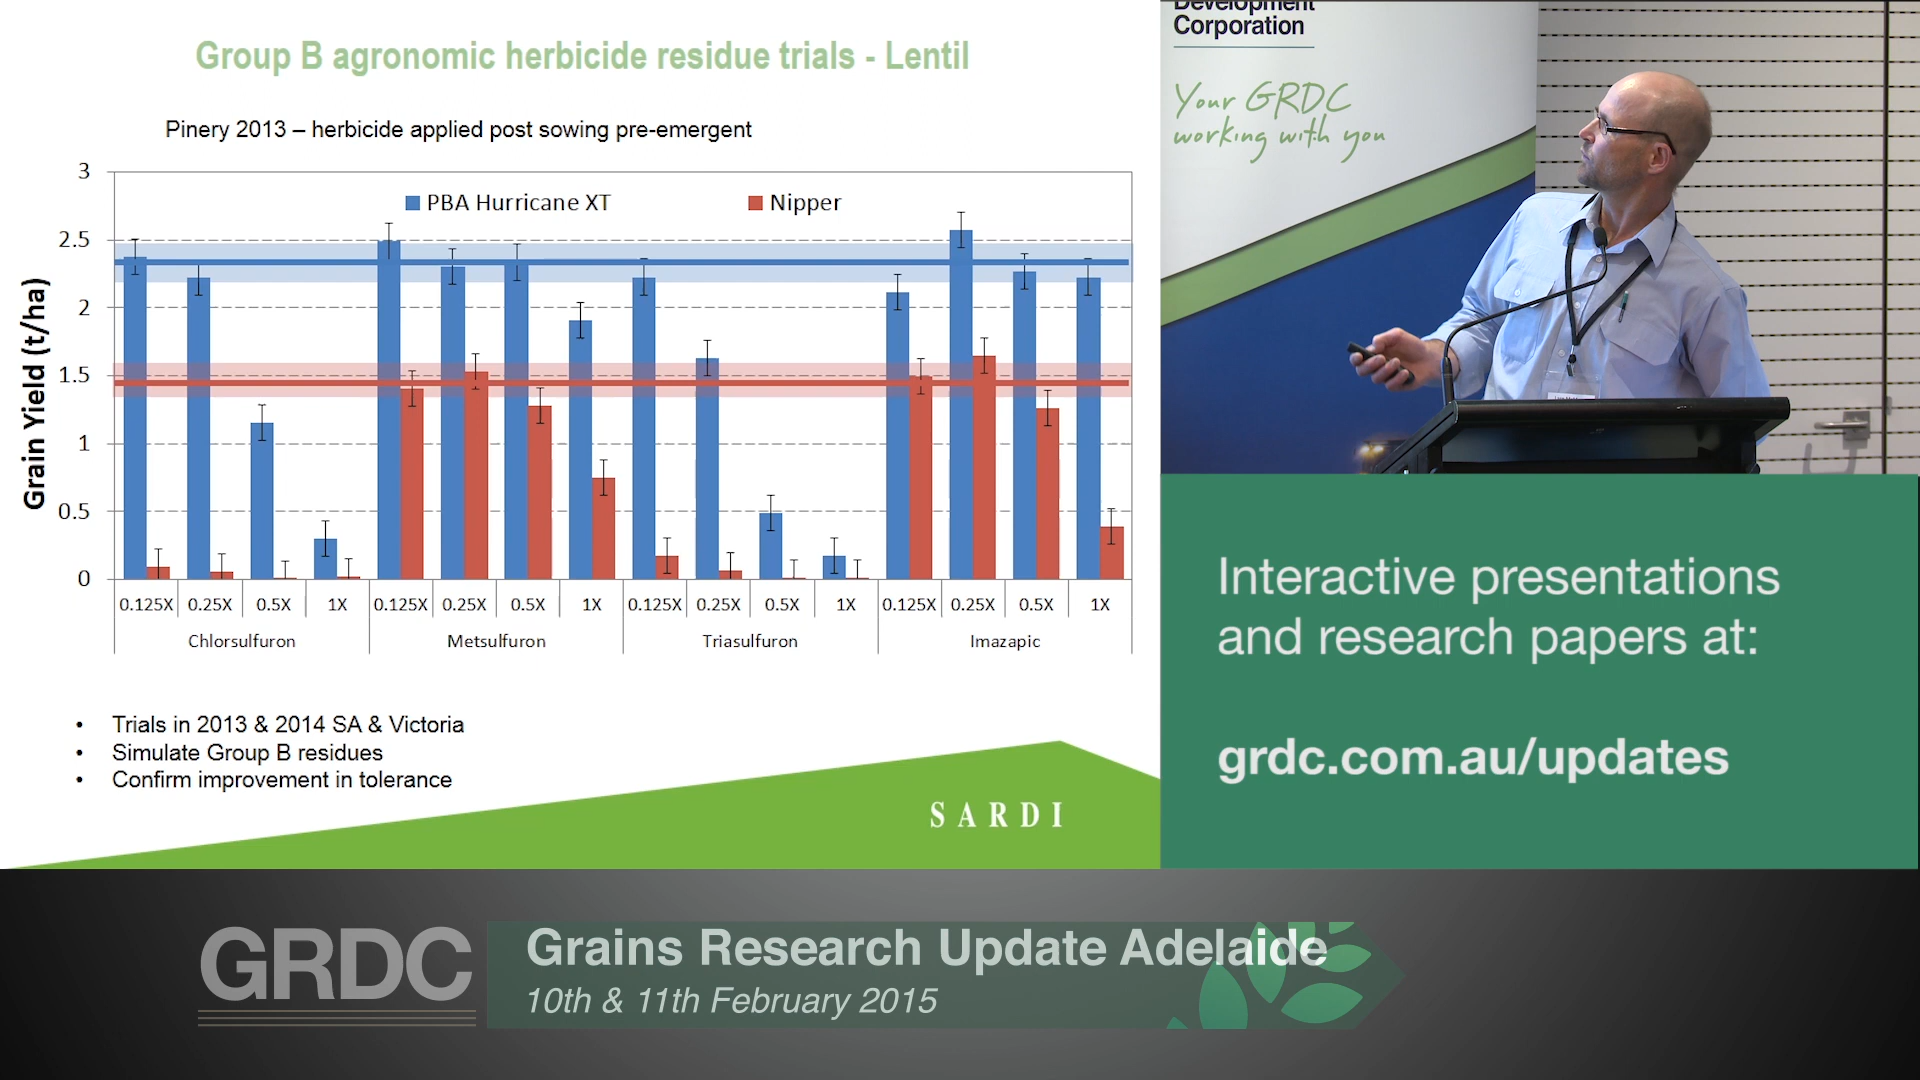 Group B agronomic herbicide residue trials - Lentil
Pinery 2013 – herbicide applied post sowing pre-emergent
PBA Hurricane XT
Nipper
Grain Yield (t/ha)
3
2.5
2
1.5
1
0.5
0
0.125X 0.25X 0.5X 1X 0.125X 0.25X 0.5X 1X 0.125X 0.25X 0.5X 1X 0.125X 0.25X 0.5X 1X
Chlorsulfuron Metsulfuron Triasulfuron Imazapic
• Trials in 2013 & 2014 SA & Victoria
• Simulate Group B residues
• Confirm improvement in tolerance
SARDI
Development
Corporation
Your GRDC
working with you
Interactive presentations
and research papers at:
grdc.com.au/updates
GRDC
Grains Research Update Adelaide
10th & 11th February 2015